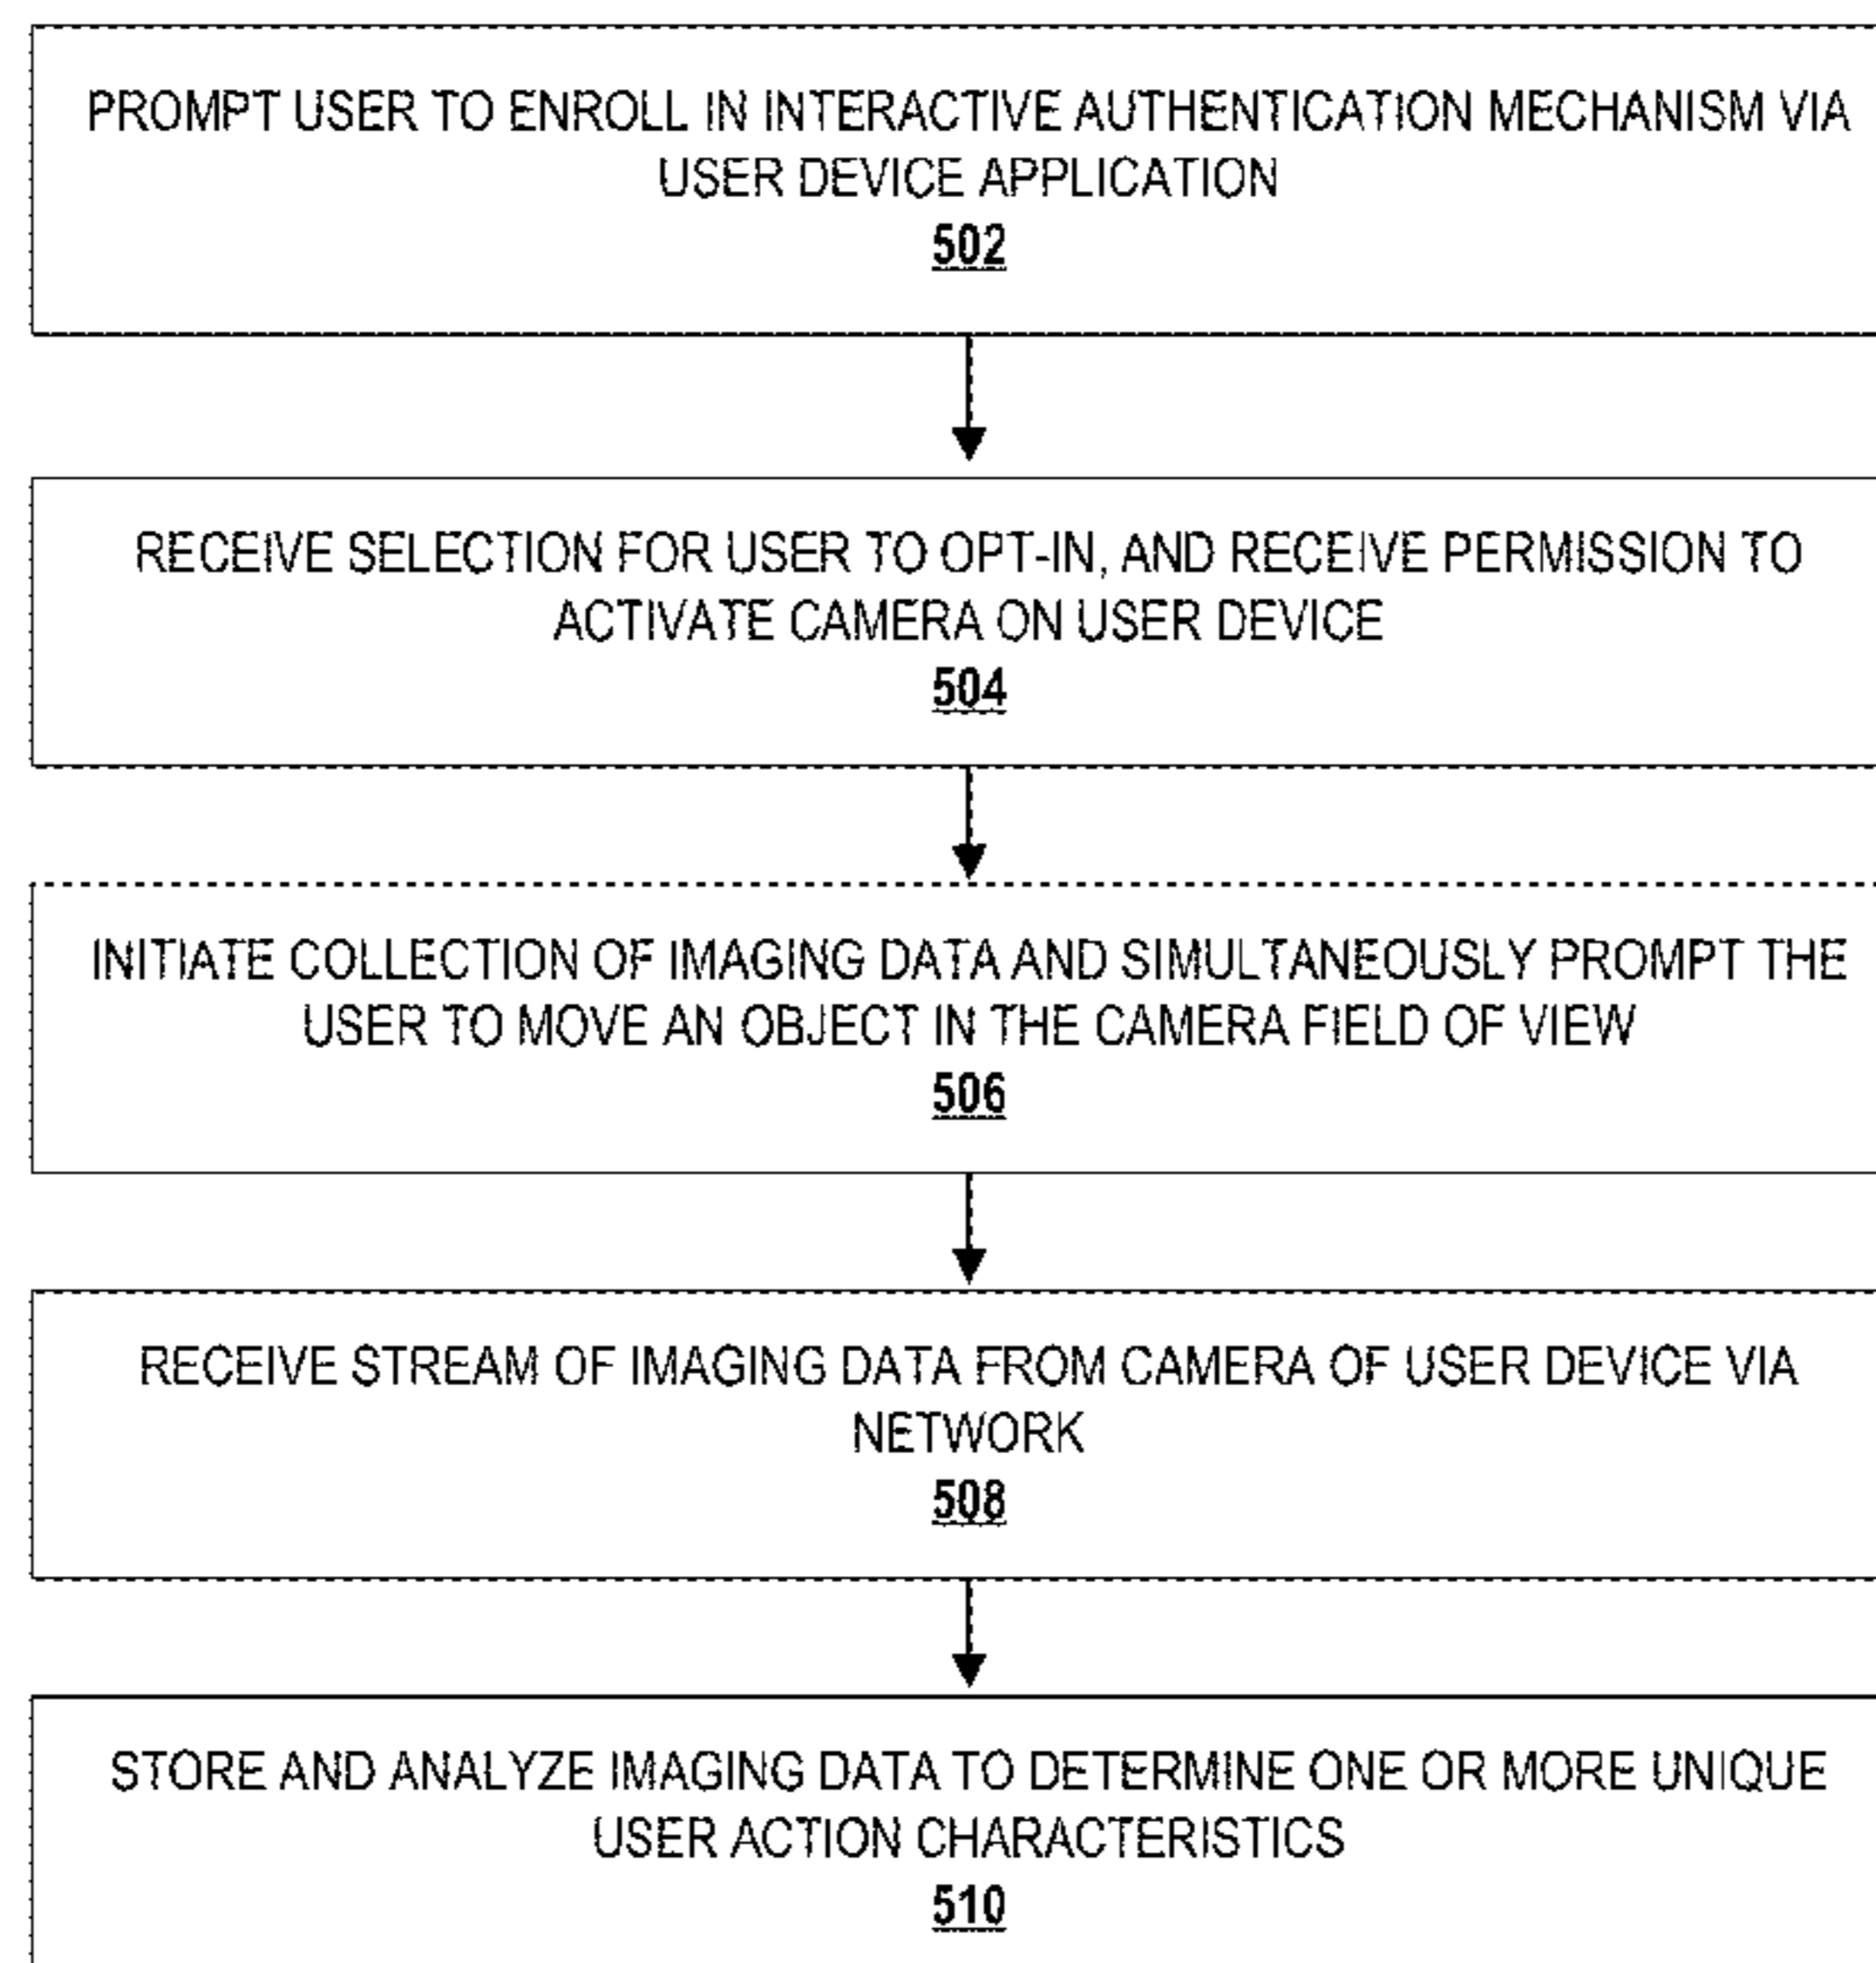 PROMPT USER TO ENROLL IN INTERACTIVE AUTHENTICATION MECHANISM VIA
USER DEVICE APPLICATION
502
RECEIVE SELECTION FOR USER TO OPT-IN, AND RECEIVE PERMISSION TO
ACTIVATE CAMERA ON USER DEVICE
504
INITIATE COLLECTION OF IMAGING DATA AND SIMULTANEOUSLY PROMPT THE
USER TO MOVE AN OBJECT IN THE CAMERA FIELD OF VIEW
506
RECEIVE STREAM OF IMAGING DATA FROM CAMERA OF USER DEVICE VIA
NETWORK
508
STORE AND ANALYZE IMAGING DATA TO DETERMINE ONE OR MORE UNIQUE
USER ACTION CHARACTERISTICS
510